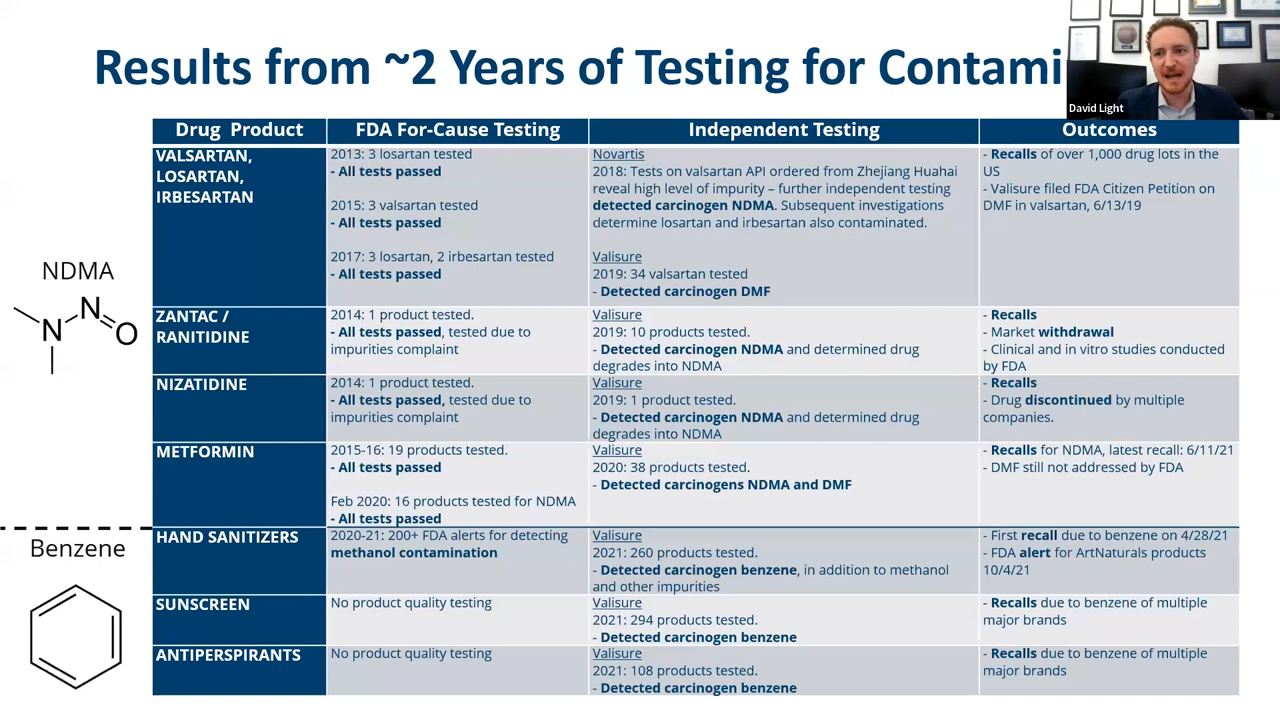 Results from ~2 Years of Testing for Contami
David Light
Drug Product
FDA For-Cause Testing
Independent Testing
Outcomes
VALSARTAN,
LOSARTAN,
IRBESARTAN
2013: 3 losartan tested
- All tests passed
2015: 3 valsartan tested
- All tests passed
2017: 3 losartan, 2 irbesartan tested
- All tests passed
Novartis
2018: Tests on valsartan API ordered from Zhejiang Huahai
reveal high level of impurity – further independent testing
detected carcinogen NDMA. Subsequent investigations
determine losartan and irbesartan also contaminated.
Valisure
2019: 34 valsartan tested
- Detected carcinogen DMF
- Recalls of over 1,000 drug lots in the
US
- Valisure filed FDA Citizen Petition on
DMF in valsartan, 6/13/19
NDMA
N
N
O
ZANTAC /
RANITIDINE
2014: 1 product tested.
- All tests passed, tested due to
impurities complaint
Valisure
2019: 10 products tested.
- Detected carcinogen NDMA and determined drug
degrades into NDMA
- Recalls
- Market withdrawal
- Clinical and in vitro studies conducted
by FDA
NIZATIDINE
2014: 1 product tested.
- All tests passed, tested due to
impurities complaint
Valisure
2019: 1 product tested.
- Detected carcinogen NDMA and determined drug
degrades into NDMA
- Recalls
- Drug discontinued by multiple
companies.
METFORMIN
2015-16: 19 products tested.
- All tests passed
Feb 2020: 16 products tested for NDMA
- All tests passed
Valisure
2020: 38 products tested.
- Detected carcinogens NDMA and DMF
- Recalls for NDMA, latest recall: 6/11/21
- DMF still not addressed by FDA
Benzene
HAND SANITIZERS
2020-21: 200+ FDA alerts for detecting
methanol contamination
Valisure
2021: 260 products tested.
- Detected carcinogen benzene, in addition to methanol
and other impurities
- First recall due to benzene on 4/28/21
- FDA alert for ArtNaturals products
10/4/21
SUNSCREEN
No product quality testing
Valisure
2021: 294 products tested.
- Detected carcinogen benzene
- Recalls due to benzene of multiple
major brands
ANTIPERSPIRANTS
No product quality testing
Valisure
2021: 108 products tested.
- Detected carcinogen benzene
- Recalls due to benzene of multiple
major brands